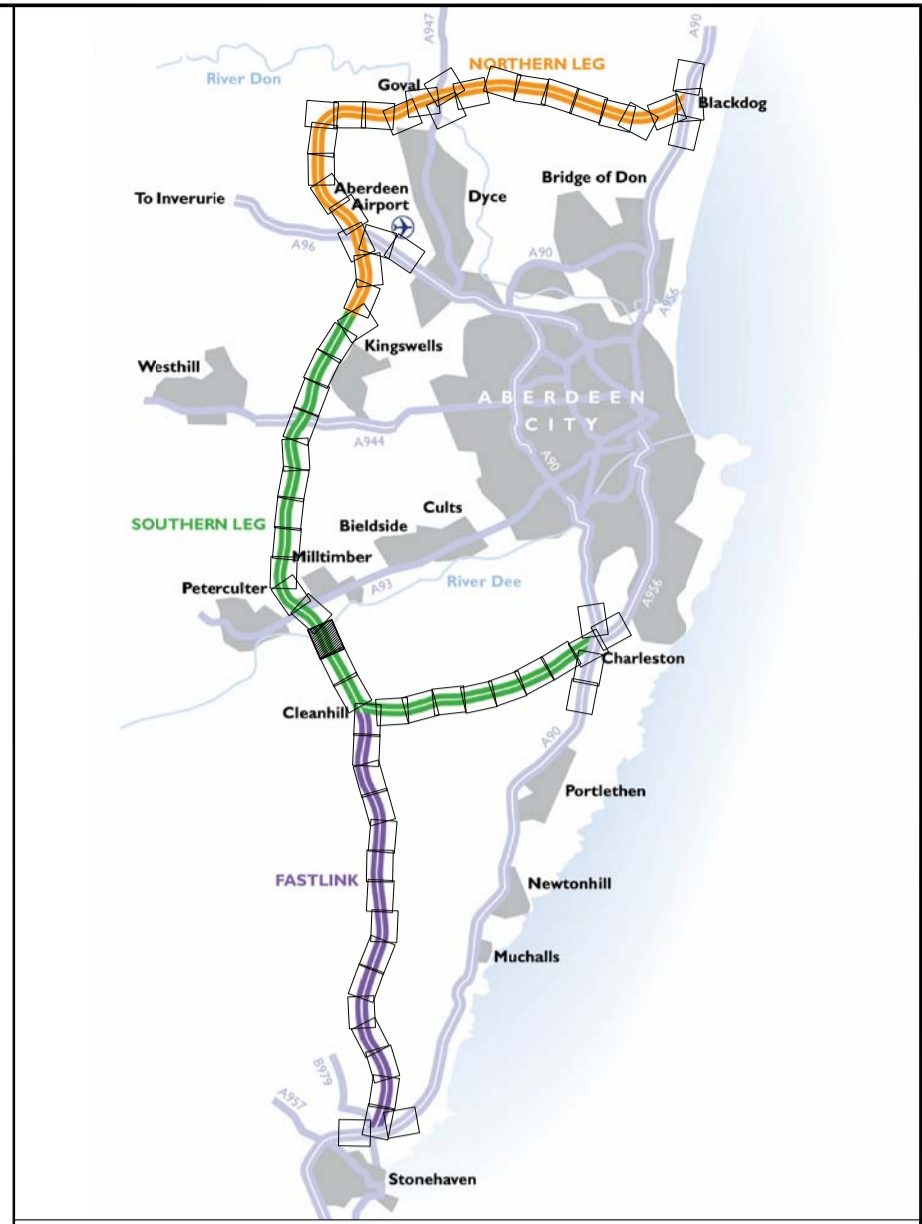 A947
A90
NORTHERN LEG
River Don
Goval
Blackdog
Bridge of Don
Aberdeen
Airport
Dyce
To Inverurie
A96
A90
A956
Kingswells
Westhill
ABERDEEN
CITY
A944
A90
Cults
SOUTHERN LEG
Bieldside
Milltimber
River Dee
Peterculter
A93
A956
Charleston
Cleanhill
A90
Portlethen
FASTLINK
Newtonhill
Muchalls
B979
A957
Stonehaven